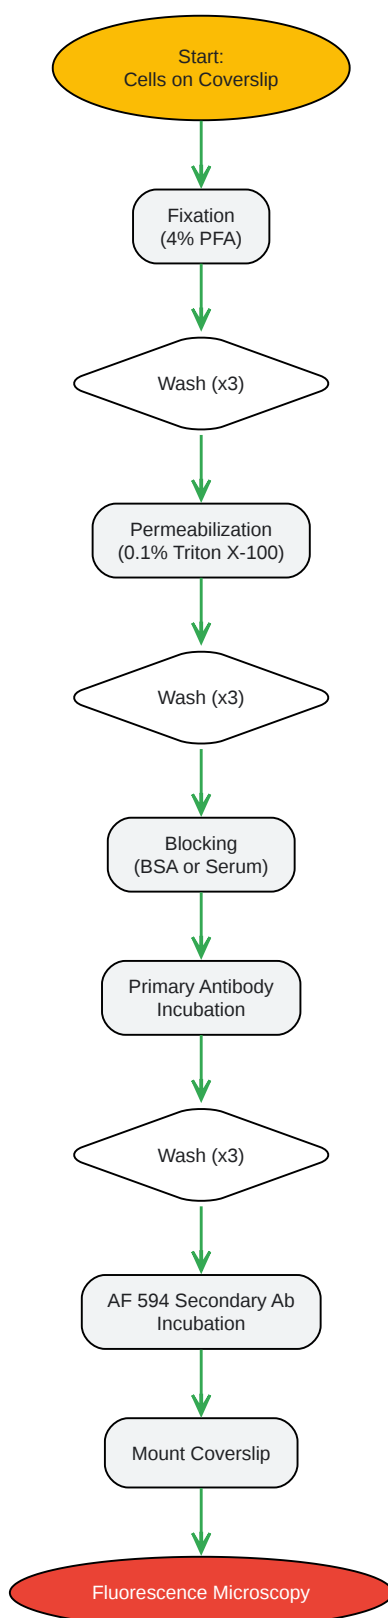 Start:
Cells on Coverslip
Fixation
(4% PFA)
Wash (x3)
Permeabilization
(0.1% Triton X-100)
Wash (x3)
Blocking
(BSA or Serum)
Primary Antibody
Incubation
Wash (x3)
AF 594 Secondary Ab
Incubation
Mount Coverslip
Fluorescence Microscopy